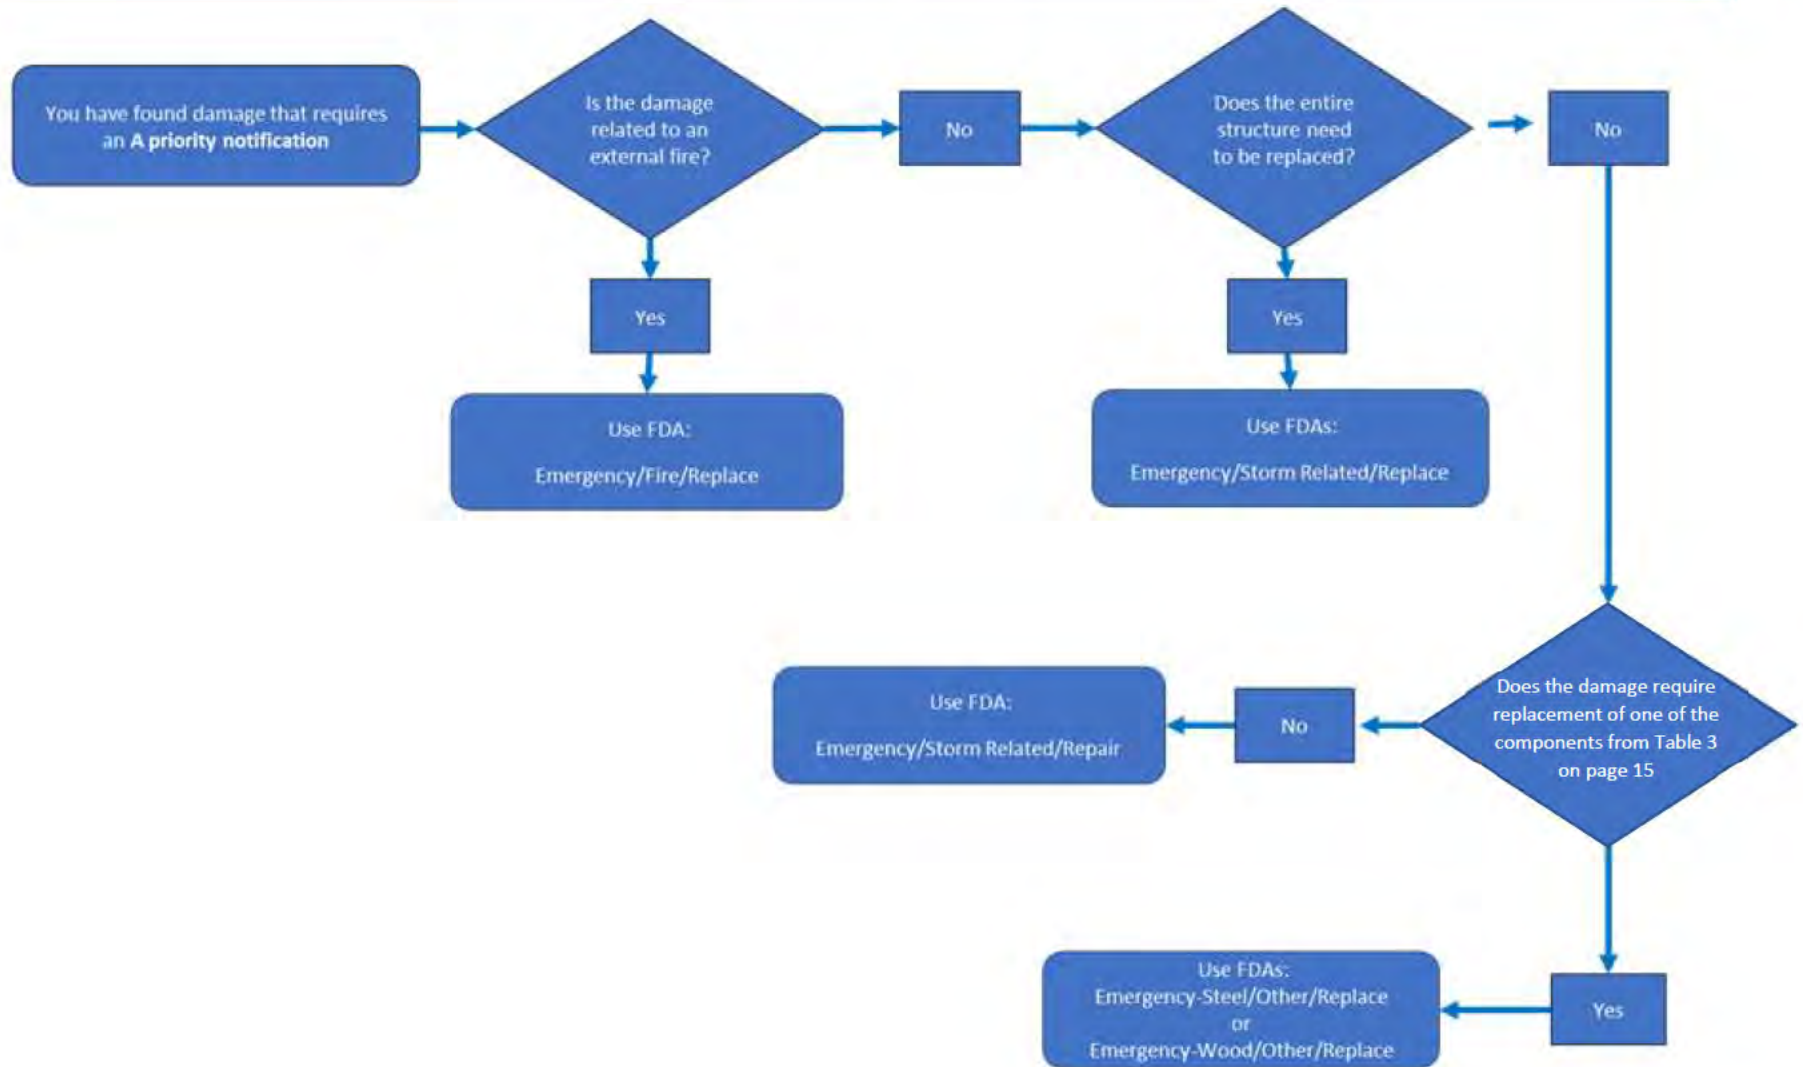 You have found damage that requires
an A priority notification
Is the damage
related to an
external fire?
No
Does the entire
structure need
to be replaced?
No
Yes
Yes
Use FDA:
Emergency/Fire/Replace
Use FDAs:
Emergency/Storm Related/Replace
Does the damage require
replacement of one of the
components from Table 3
on page 15
No
Use FDA:
Emergency/Storm Related/Repair
Yes
Use FDAs:
Emergency-Steel/Other/Replace
or
Emergency-Wood/Other/Replace